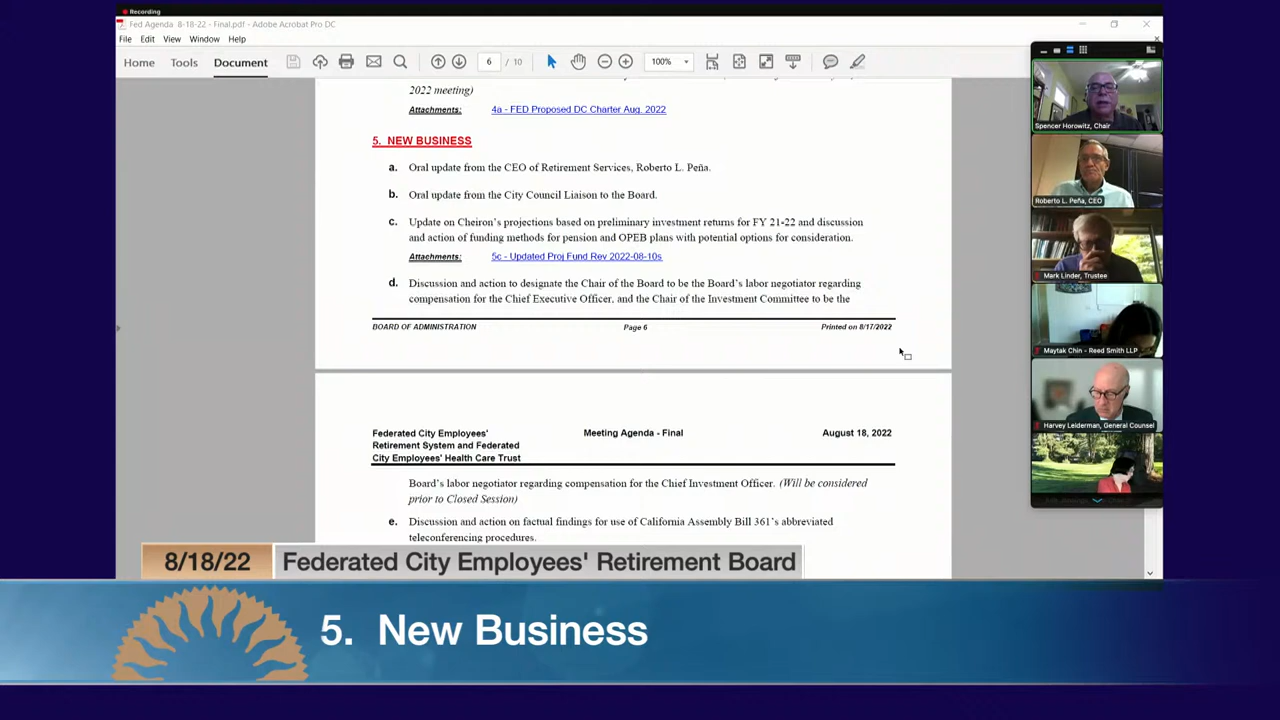 Recording
Fed Agenda 8-18-22 - Final.pdf - Adobe Acrobat Pro DC
File Edit View Window Help
Home Tools Document 6 / 10 100%
2022 meeting)
Attachments: 4a - FED Proposed DC Charter Aug. 2022
5. NEW BUSINESS
a. Oral update from the CEO of Retirement Services, Roberto L. Peña.
b. Oral update from the City Council Liaison to the Board.
c. Update on Cheiron's projections based on preliminary investment returns for FY 21-22 and discussion
and action of funding methods for pension and OPEB plans with potential options for consideration.
Attachments: 5c - Updated Proj Fund Rev 2022-08-10s
d. Discussion and action to designate the Chair of the Board to be the Board's labor negotiator regarding
compensation for the Chief Executive Officer, and the Chair of the Investment Committee to be the
BOARD OF ADMINISTRATION Page 6 Printed on 8/17/2022
Federated City Employees' Meeting Agenda - Final August 18, 2022
Retirement System and Federated
City Employees' Health Care Trust
Board's labor negotiator regarding compensation for the Chief Investment Officer. (Will be considered
prior to Closed Session)
e. Discussion and action on factual findings for use of California Assembly Bill 361's abbreviated
teleconferencing procedures.
Spencer Horowitz, Chair
Roberto L. Peña, CEO
Mark Linder, Trustee
Maytak Chin - Reed Smith LLP
Harvey Leiderman, General Counsel
8/18/22 Federated City Employees' Retirement Board
5. New Business